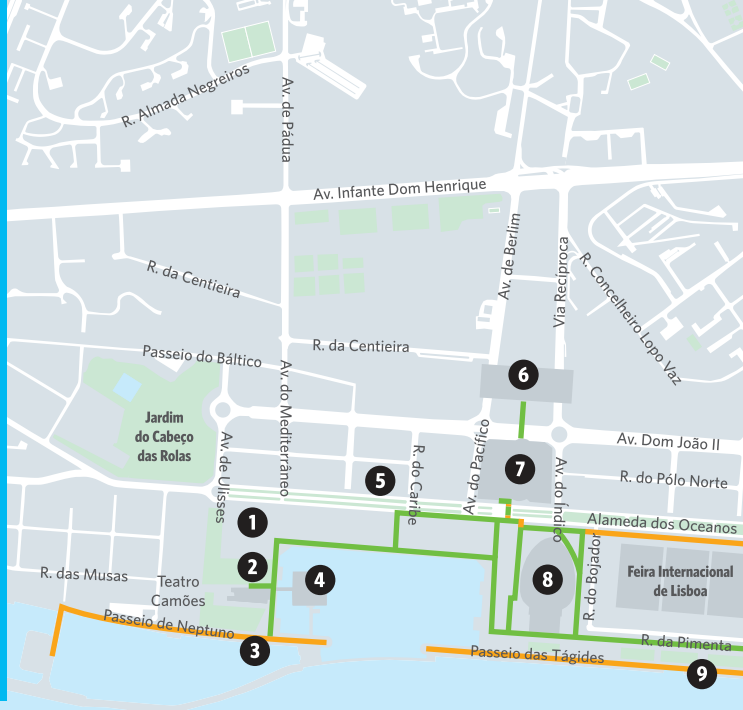 R. Almada Negreiros
Av. de Pádua
Av. Infante Dom Henrique
Av. de Berlim
Via Recíproca
R. Concelheiro Lopo Vaz
R. da Centieira
R. da Centieira
Passeio do Báltico
Av. do Mediterrâneo
6
Jardim
do Cabeço
das Rolas
Av. de Ulisses
R. do Caribe
Av. do Pacífico
7
Av. do Índico
Av. Dom João II
R. do Pólo Norte
5
1
Alameda dos Oceanos
2
R. das Musas
Teatro
Camões
4
8
R. do Bojador
Feira Internacional
de Lisboa
Passeio de Neptuno
3
Passeio das Tágides
R. da Pimenta
9